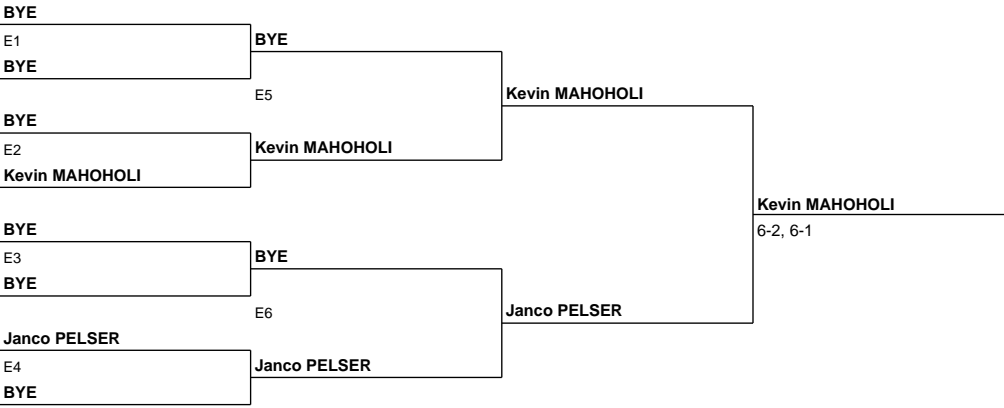 BYE
E1
BYE
BYE
E5
BYE
E2
Kevin MAHOHOLI
Kevin MAHOHOLI
Kevin MAHOHOLI
Kevin MAHOHOLI
6-2, 6-1
BYE
E3
BYE
BYE
E6
Janco PELSER
Janco PELSER
E4
BYE
Janco PELSER